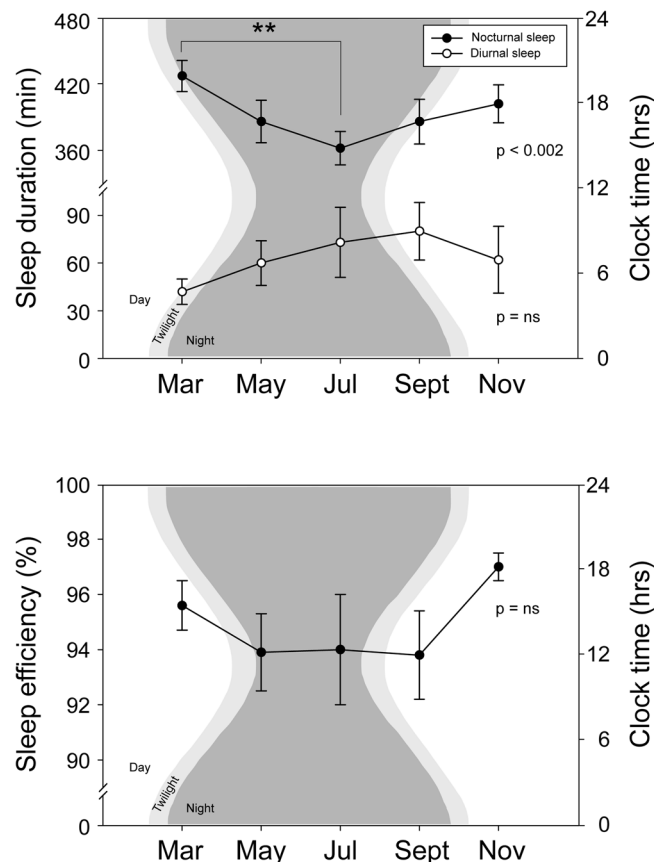 480
420
360
90
60
30
0
Sleep duration (min)
**
Nocturnal sleep
Diurnal sleep
p < 0.002
p = ns
Day
Twilight
Night
24
18
12
6
0
Clock time (hrs)
Mar May Jul Sept Nov
100
98
96
94
92
90
0
Sleep efficiency (%)
p = ns
Day
Twilight
Night
24
18
12
6
0
Clock time (hrs)
Mar May Jul Sept Nov